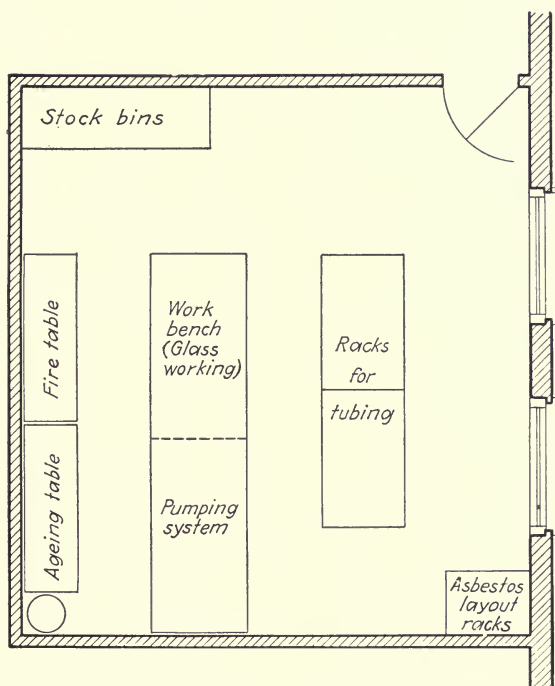 Stock bins
Fire table
Work
bench
(Glass
working)
Racks
for
tubing
Ageing table
Pumping
system
Asbestos
layout
racks